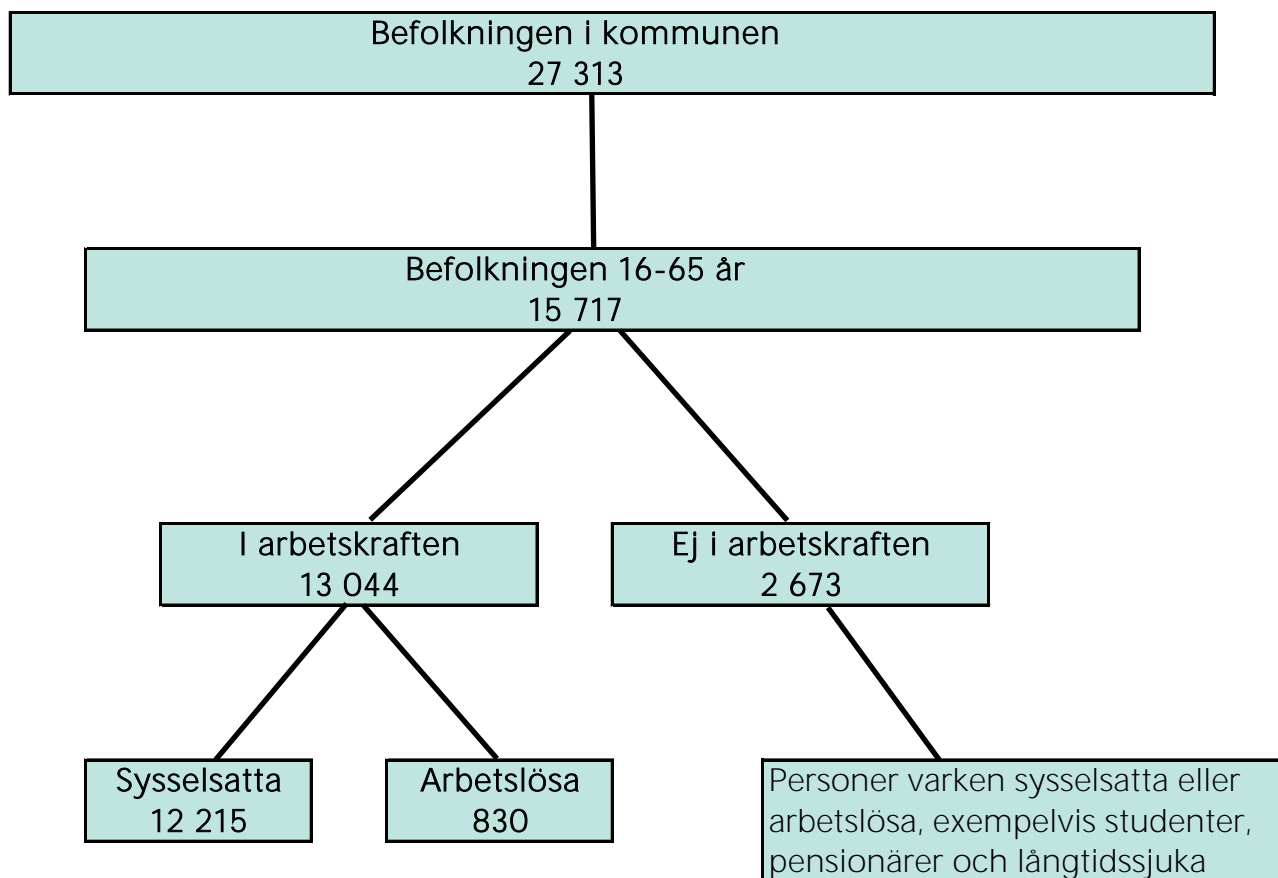 Befolkningen i kommunen
27 313
Befolkningen 16-65 år
15 717
I arbetskraften
13 044
Ej i arbetskraften
2 673
Sysselsatta
12 215
Arbetslösa
830
Personer varken sysselsatta eller
arbetslösa, exempelvis studenter,
pensionärer och långtidssjuka